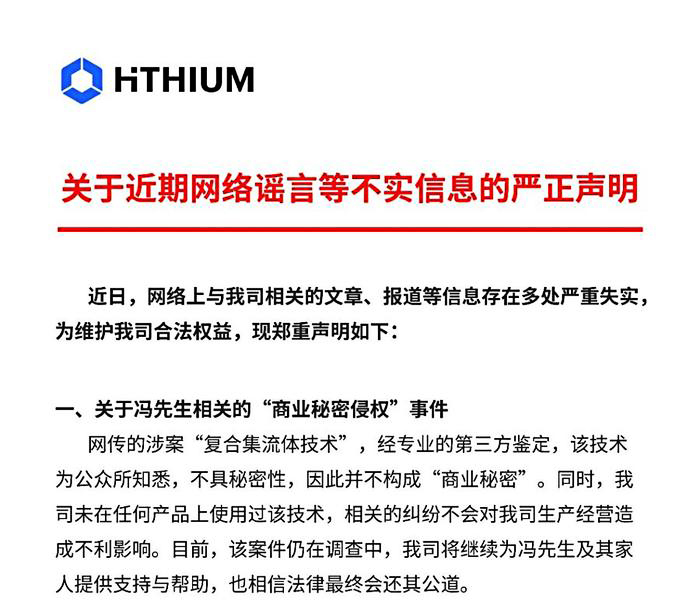 HiTHIUM
关于近期网络谣言等不实信息的严正声明
近日，网络上与我司相关的文章、报道等信息存在多处严重失实，
为维护我司合法权益，现郑重声明如下：
一、关于冯先生相关的“商业秘密侵权”事件
网传的涉案“复合集流体技术”，经专业的第三方鉴定，该技术
为公众所知悉，不具秘密性，因此并不构成“商业秘密”。同时，我
司未在任何产品上使用过该技术，相关的纠纷不会对我司生产经营造
成不利影响。目前，该案件仍在调查中，我司将继续为冯先生及其家
人提供支持与帮助，也相信法律最终会还其公道。